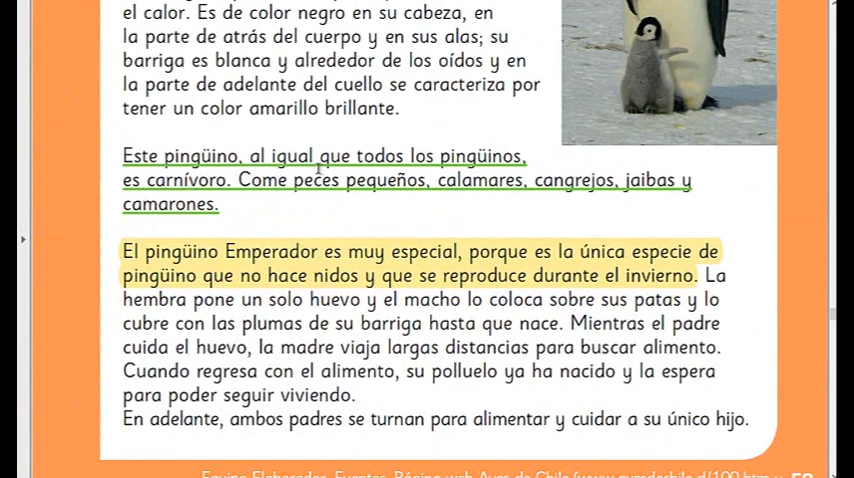 el calor. Es de color negro en su cabeza, en
la parte de atrás del cuerpo y en sus alas; su
barriga es blanca y alrededor de los oídos y en
la parte de adelante del cuello se caracteriza por
tener un color amarillo brillante.
Este pingüino, al igual que todos los pingüinos,
es carnívoro. Come peces pequeños, calamares, cangrejos, jaibas y
camarones.
El pingüino Emperador es muy especial, porque es la única especie de
pingüino que no hace nidos y que se reproduce durante el invierno. La
hembra pone un solo huevo y el macho lo coloca sobre sus patas y lo
cubre con las plumas de su barriga hasta que nace. Mientras el padre
cuida el huevo, la madre viaja largas distancias para buscar alimento.
Cuando regresa con el alimento, su polluelo ya ha nacido y la espera
para poder seguir viviendo.
En adelante, ambos padres se turnan para alimentar y cuidar a su único hijo.